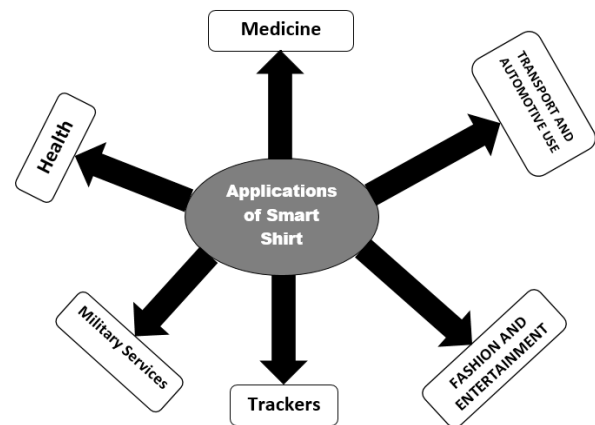 Medicine
TRANSPORT AND
AUTOMOTIVE USE
Health
Applications
of Smart
Shirt
Military Services
Trackers
FASHION AND
ENTERTAINMENT